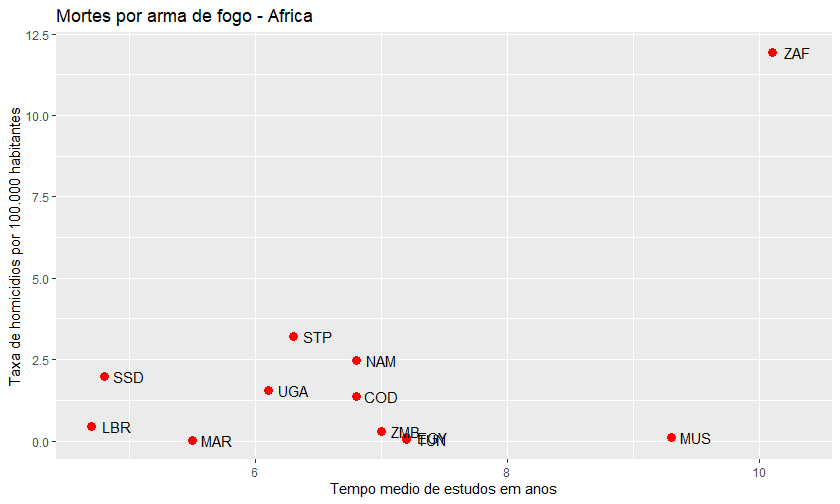 Mortes por arma de fogo - Africa
Taxa de homicidios por 100.000 habitantes
12.5
10.0
7.5
5.0
2.5
0.0
ZAF
STP
NAM
SSD
UGA
COD
LBR
ZMB
EGY
TUN
MAR
MUS
6
8
10
Tempo medio de estudos em anos